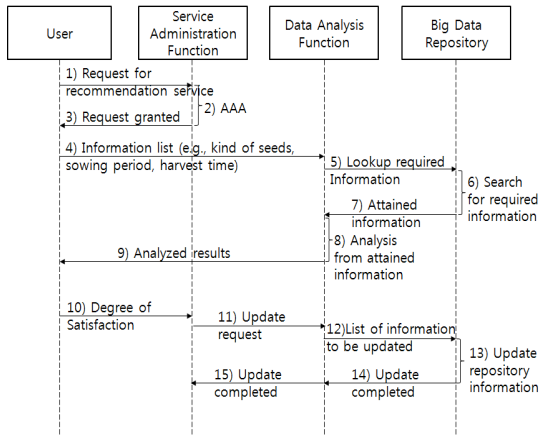 User
Service
Administration
Function
Data Analysis
Function
Big Data
Repository
1) Request for
recommendation service
2) AAA
3) Request granted
4) Information list (e.g., kind of seeds,
sowing period, harvest time)
5) Lookup required
Information
6) Search
for required
information
7) Attained
information
8) Analysis
from attained
information
9) Analyzed results
10) Degree of
Satisfaction
11) Update
request
12)List of information
to be updated
13) Update
repository
information
14) Update
completed
15) Update
completed